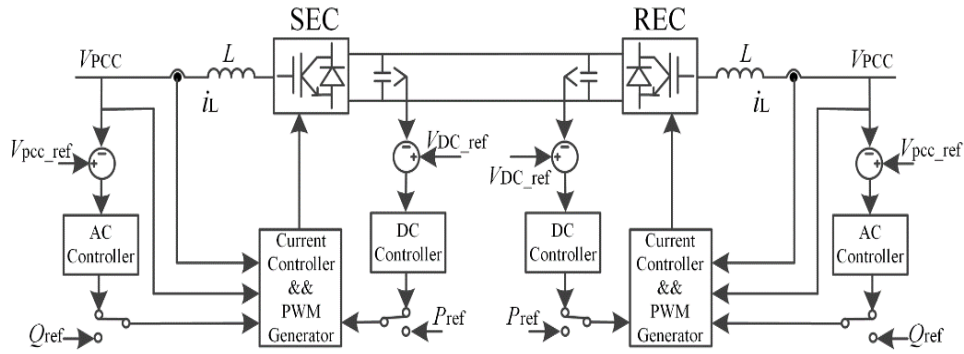 SEC
REC
VPCC
L
L
VPCC
iL
iL
Vpcc_ref
VDC_ref
VDC_ref
Vpcc_ref
+
-
-
+
-
+
-
+
AC
Controller
Current
Controller
&&
PWM
Generator
DC
Controller
DC
Controller
Current
Controller
&&
PWM
Generator
AC
Controller
Qref
Pref
Pref
Qref